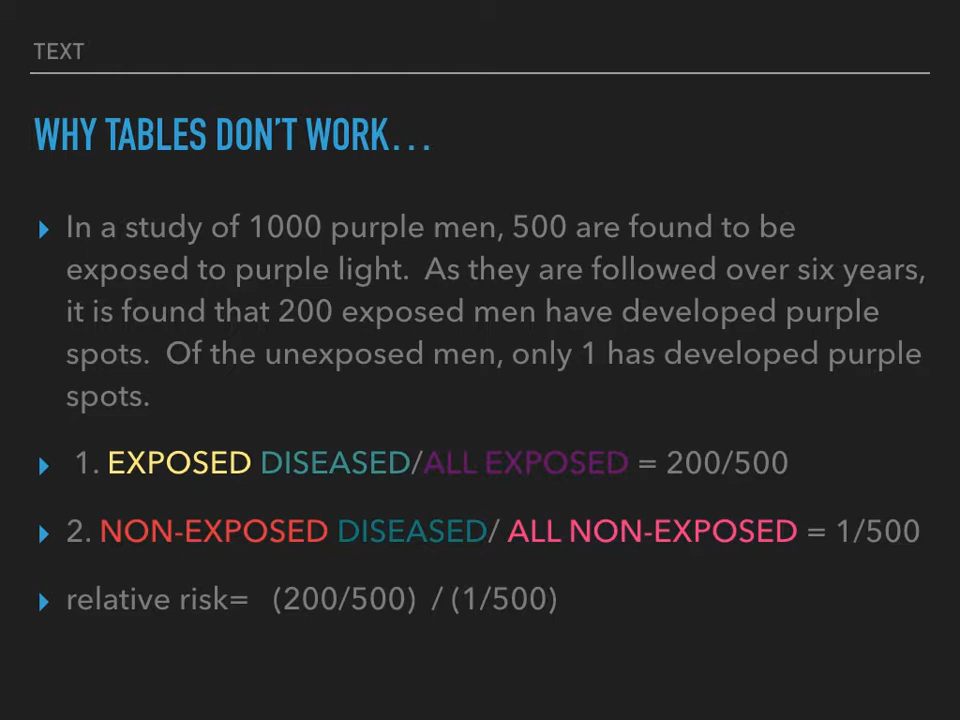 TEXT
WHY TABLES DON'T WORK...
▸ In a study of 1000 purple men, 500 are found to be
exposed to purple light.  As they are followed over six years,
it is found that 200 exposed men have developed purple
spots.  Of the unexposed men, only 1 has developed purple
spots.
▸ 1. EXPOSED DISEASED/ALL EXPOSED = 200/500
▸ 2. NON-EXPOSED DISEASED/ ALL NON-EXPOSED = 1/500
▸ relative risk=   (200/500)  / (1/500)